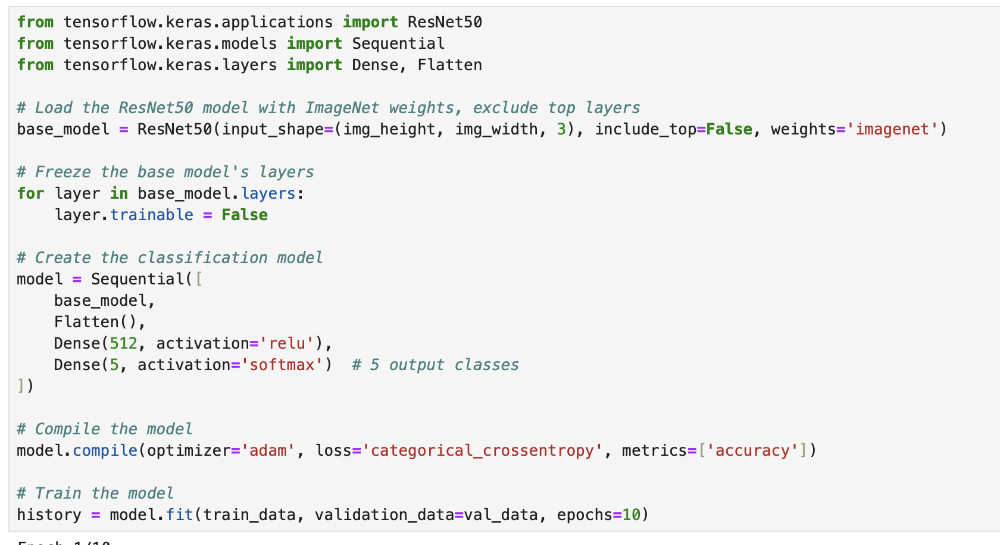 from tensorflow.keras.applications import ResNet50
from tensorflow.keras.models import Sequential
from tensorflow.keras.layers import Dense, Flatten

# Load the ResNet50 model with ImageNet weights, exclude top layers
base_model = ResNet50(input_shape=(img_height, img_width, 3), include_top=False, weights='imagenet')

# Freeze the base model's layers
for layer in base_model.layers:
    layer.trainable = False

# Create the classification model
model = Sequential([
    base_model,
    Flatten(),
    Dense(512, activation='relu'),
    Dense(5, activation='softmax')  # 5 output classes
])

# Compile the model
model.compile(optimizer='adam', loss='categorical_crossentropy', metrics=['accuracy'])

# Train the model
history = model.fit(train_data, validation_data=val_data, epochs=10)
Epoch 1/10